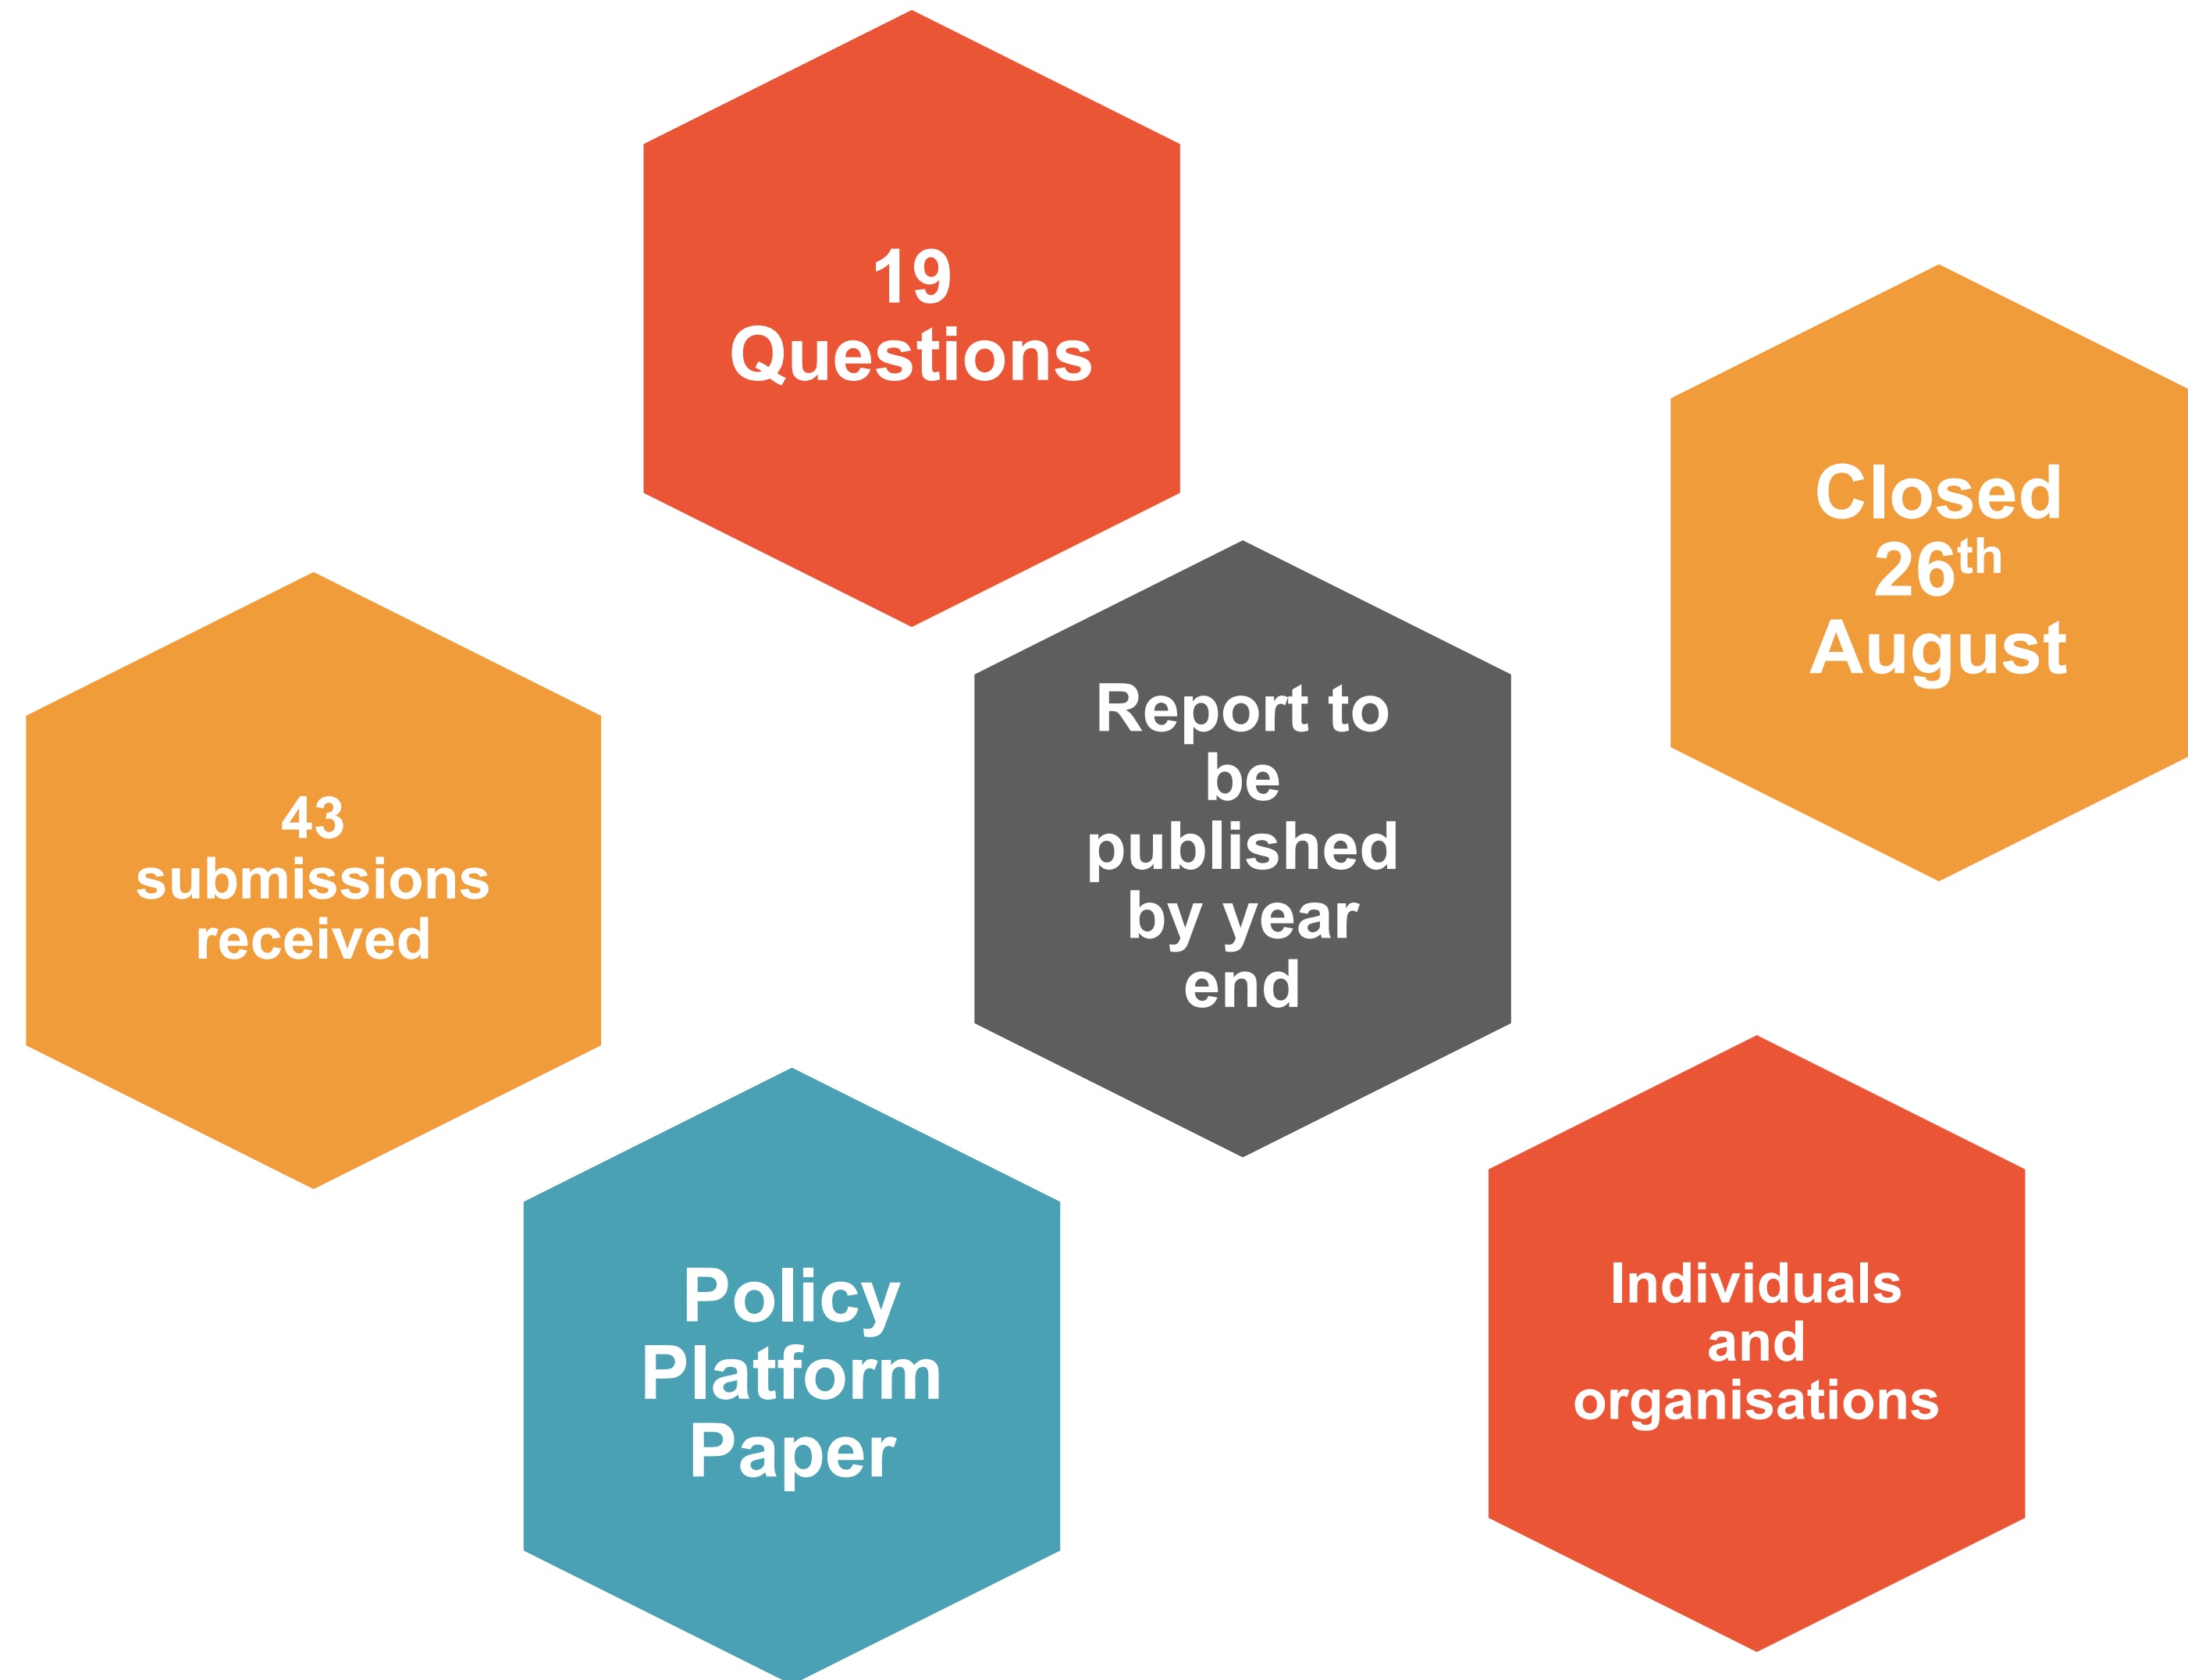 19
Questions
Closed
26th
August
43
submissions
received
Report to
be
published
by year
end
Policy
Platform
Paper
Individuals
and
organisations